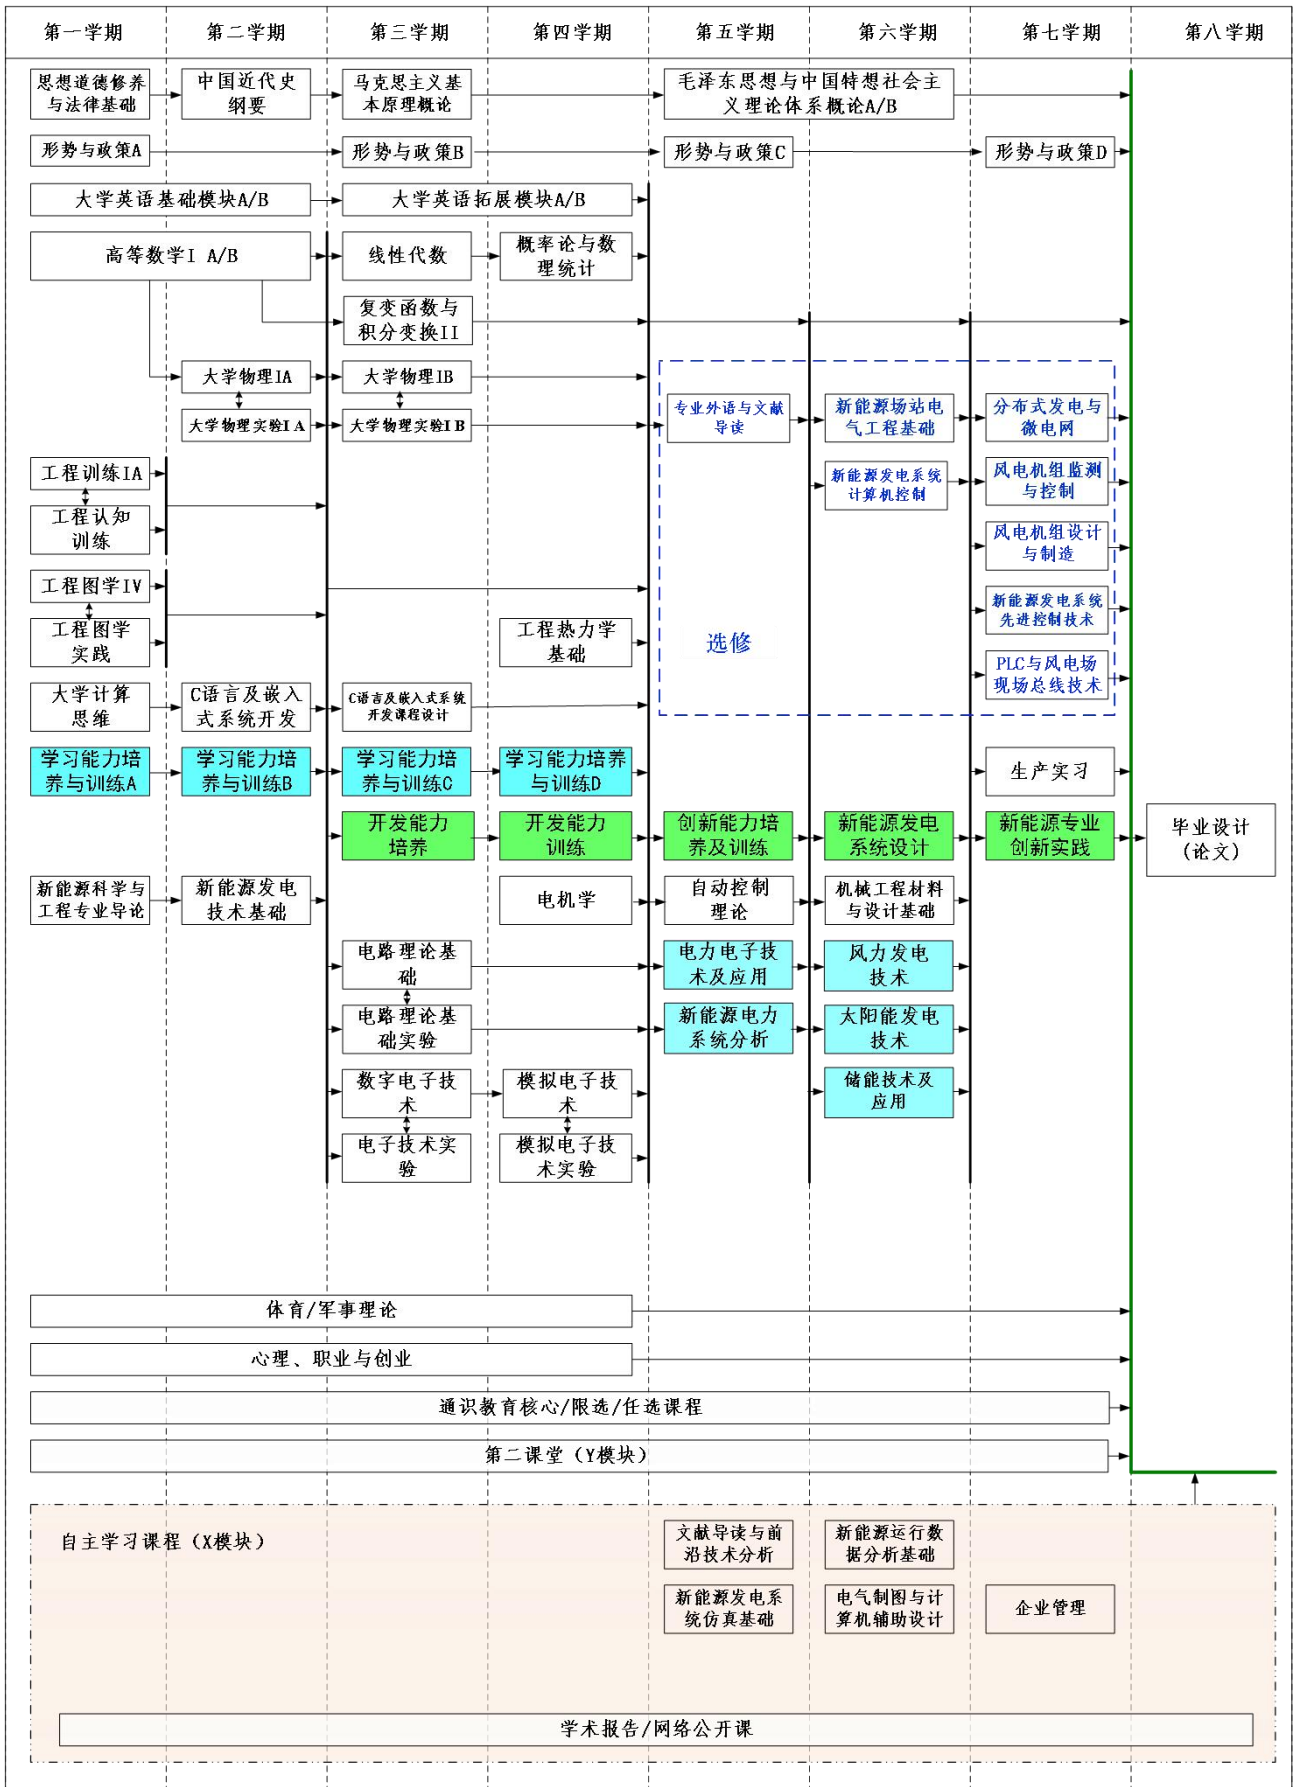 第一学期
第二学期
第三学期
第四学期
第五学期
第六学期
第七学期
第八学期
思想道德修养
与法律基础
中国近代史
纲要
马克思主义基
本原理概论
毛泽东思想与中国特想社会主
义理论体系概论A/B
形势与政策A
形势与政策B
形势与政策C
形势与政策D
大学英语基础模块A/B
大学英语拓展模块A/B
高等数学I A/B
线性代数
概率论与数
理统计
复变函数与
积分变换II
大学物理IA
大学物理IB
大学物理实验IA
大学物理实验IB
专业外语与文献
导读
新能源场站电
气工程基础
分布式发电与
微电网
工程训练IA
工程认知
训练
新能源发电系统
计算机控制
风电机组监测
与控制
风电机组设计
与制造
工程图学IV
工程图学
实践
工程热力学
基础
选修
新能源发电系统
先进控制技术
PLC与风电场
现场总线技术
大学计算
思维
C语言及嵌入
式系统开发
C语言及嵌入式系统
开发课程设计
学习能力培
养与训练A
学习能力培
养与训练B
学习能力培
养与训练C
学习能力培养
与训练D
生产实习
开发能力
培养
开发能力
训练
创新能力培
养及训练
新能源发电
系统设计
新能源专业
创新实践
毕业设计
(论文)
新能源科学与
工程专业导论
新能源发电
技术基础
电机学
自动控制
理论
机械工程材料
与设计基础
电路理论基
础
电力电子技
术及应用
风力发电
技术
电路理论基
础实验
新能源电力
系统分析
太阳能发电
技术
数字电子技
术
模拟电子技
术
储能技术及
应用
电子技术实
验
模拟电子技
术实验
体育/军事理论
心理、职业与创业
通识教育核心/限选/任选课程
第二课堂（Y模块）
自主学习课程（X模块）
文献导读与前
沿技术分析
新能源运行数
据分析基础
新能源发电系
统仿真基础
电气制图与计
算机辅助设计
企业管理
学术报告/网络公开课